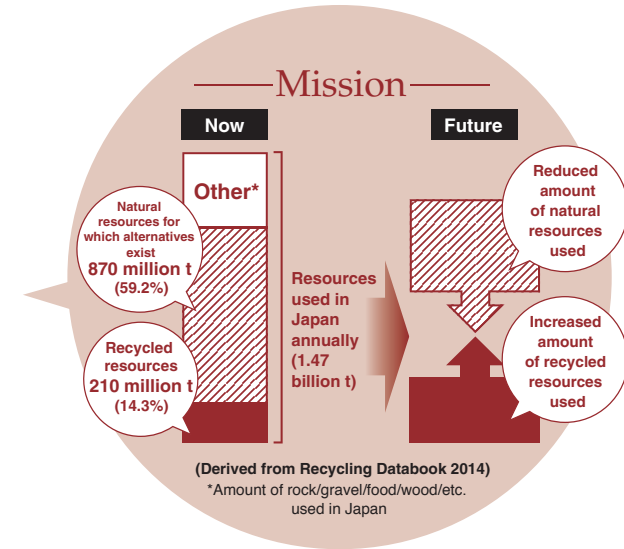 Mission
Now
Future
Other*
Natural
resources for
which alternatives
exist
870 million t
(59.2%)
Recycled
resources
210 million t
(14.3%)
Resources
used in
Japan
annually
(1.47
billion t)
Reduced
amount
of natural
resources
used
Increased
amount
of recycled
resources
used
(Derived from Recycling Databook 2014)
*Amount of rock/gravel/food/wood/etc.
used in Japan